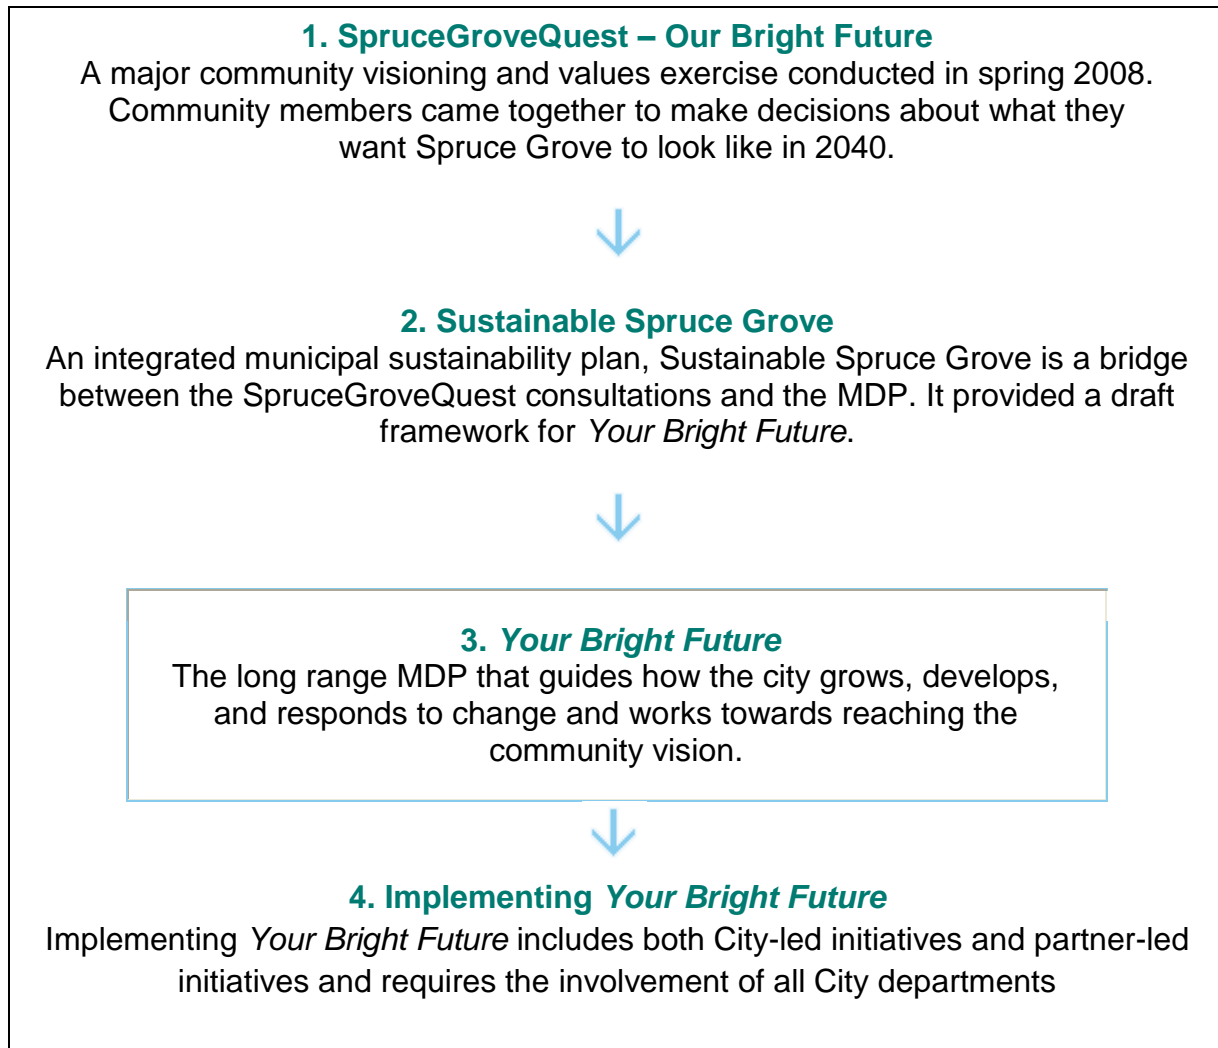 1. SpruceGroveQuest – Our Bright Future
A major community visioning and values exercise conducted in spring 2008.
Community members came together to make decisions about what they
want Spruce Grove to look like in 2040.
2. Sustainable Spruce Grove
An integrated municipal sustainability plan, Sustainable Spruce Grove is a bridge
between the SpruceGroveQuest consultations and the MDP. It provided a draft
framework for Your Bright Future.
3. Your Bright Future
The long range MDP that guides how the city grows, develops,
and responds to change and works towards reaching the
community vision.
4. Implementing Your Bright Future
Implementing Your Bright Future includes both City-led initiatives and partner-led
initiatives and requires the involvement of all City departments